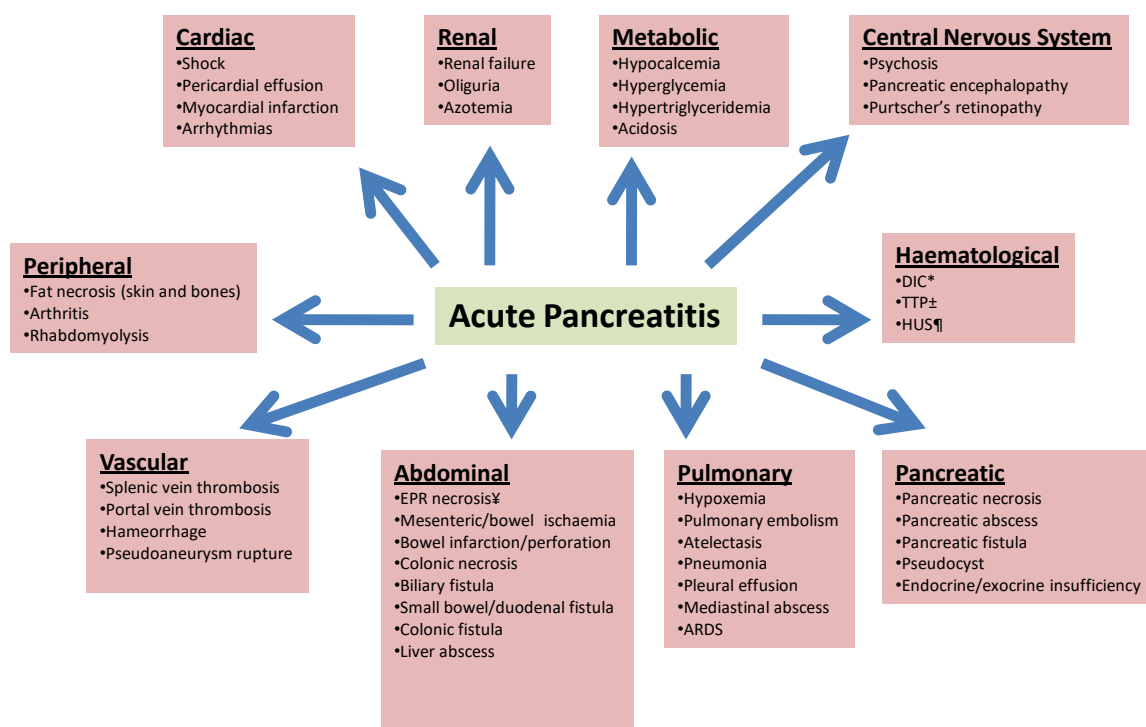 Cardiac
•Shock
•Pericardial effusion
•Myocardial infarction
•Arrhythmias
Renal
•Renal failure
•Oliguria
•Azotemia
Metabolic
•Hypocalcemia
•Hyperglycemia
•Hypertriglyceridemia
•Acidosis
Central Nervous System
•Psychosis
•Pancreatic encephalopathy
•Purtscher’s retinopathy
Peripheral
•Fat necrosis (skin and bones)
•Arthritis
•Rhabdomyolysis
Acute Pancreatitis
Haematological
•DIC*
•TTP±
•HUS¶
Vascular
•Splenic vein thrombosis
•Portal vein thrombosis
•Hameorrhage
•Pseudoaneurysm rupture
Abdominal
•EPR necrosis¥
•Mesenteric/bowel ischaemia
•Bowel infarction/perforation
•Colonic necrosis
•Biliary fistula
•Small bowel/duodenal fistula
•Colonic fistula
•Liver abscess
Pulmonary
•Hypoxemia
•Pulmonary embolism
•Atelectasis
•Pneumonia
•Pleural effusion
•Mediastinal abscess
•ARDS
Pancreatic
•Pancreatic necrosis
•Pancreatic abscess
•Pancreatic fistula
•Pseudocyst
•Endocrine/exocrine insufficiency